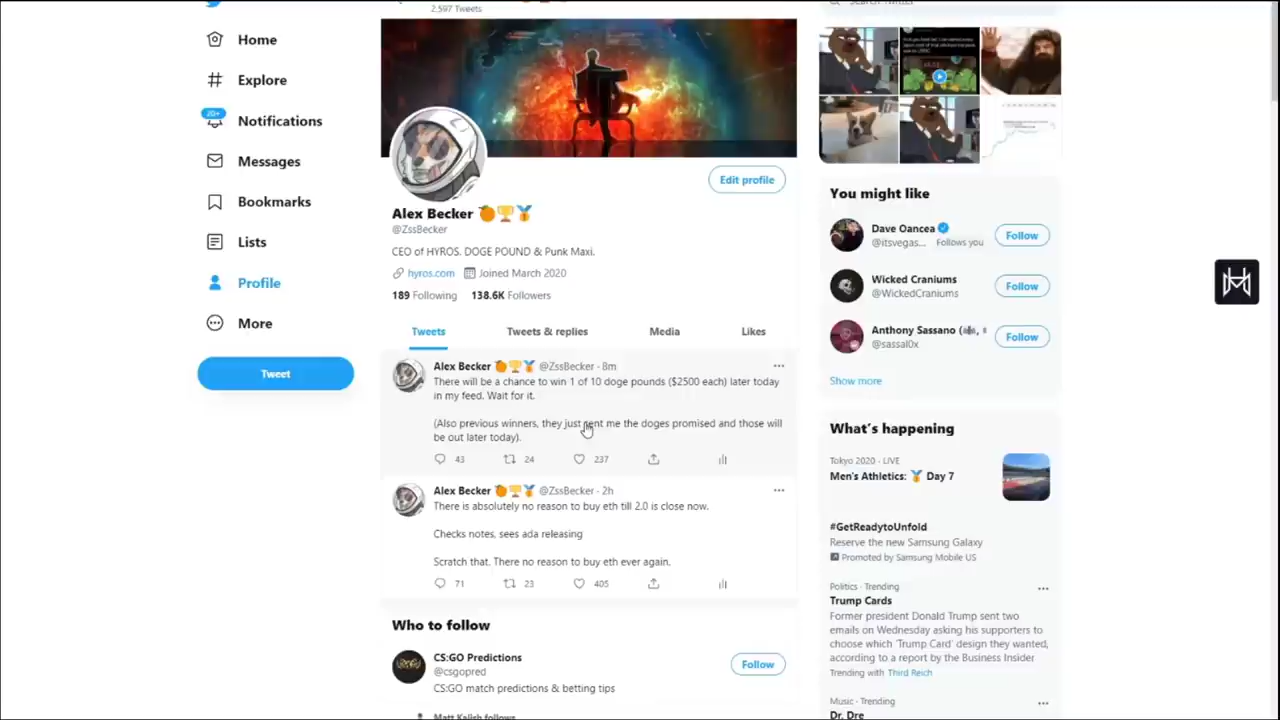 2,597 Tweets
Home
Explore
20+
Notifications
Messages
Bookmarks
Lists
Profile
More
Tweet
Edit profile
Alex Becker 🍊🏆🥇
@ZssBecker
CEO of HYROS. DOGE POUND & Punk Maxi.
hyros.com Joined March 2020
189 Following 138.6K Followers
Tweets Tweets & replies Media Likes
Alex Becker 🍊🏆🥇 @ZssBecker · 8m
There will be a chance to win 1 of 10 doge pounds ($2500 each) later today
in my feed. Wait for it.
(Also previous winners, they just sent me the doges promised and those will
be out later today).
43 24 237
Alex Becker 🍊🏆🥇 @ZssBecker · 2h
There is absolutely no reason to buy eth till 2.0 is close now.
Checks notes, sees ada releasing
Scratch that. There no reason to buy eth ever again.
71 23 405
Who to follow
CS:GO Predictions
@csgopred
CS:GO match predictions & betting tips
Follow
Matt Kalish follows
Search Twitter
You might like
Dave Oancea
@itsvegas... Follows you
Follow
Wicked Craniums
@WickedCraniums
Follow
Anthony Sassano
@sassal0x
Follow
Show more
What's happening
Tokyo 2020 · LIVE
Men's Athletics: 🏅 Day 7
#GetReadytoUnfold
Reserve the new Samsung Galaxy
Promoted by Samsung Mobile US
Politics · Trending
Trump Cards
Former president Donald Trump sent two
emails on Wednesday asking his supporters to
choose which 'Trump Card' design they wanted,
according to a report by the Business Insider
Trending with Third Reich
Music · Trending
Dr. Dre